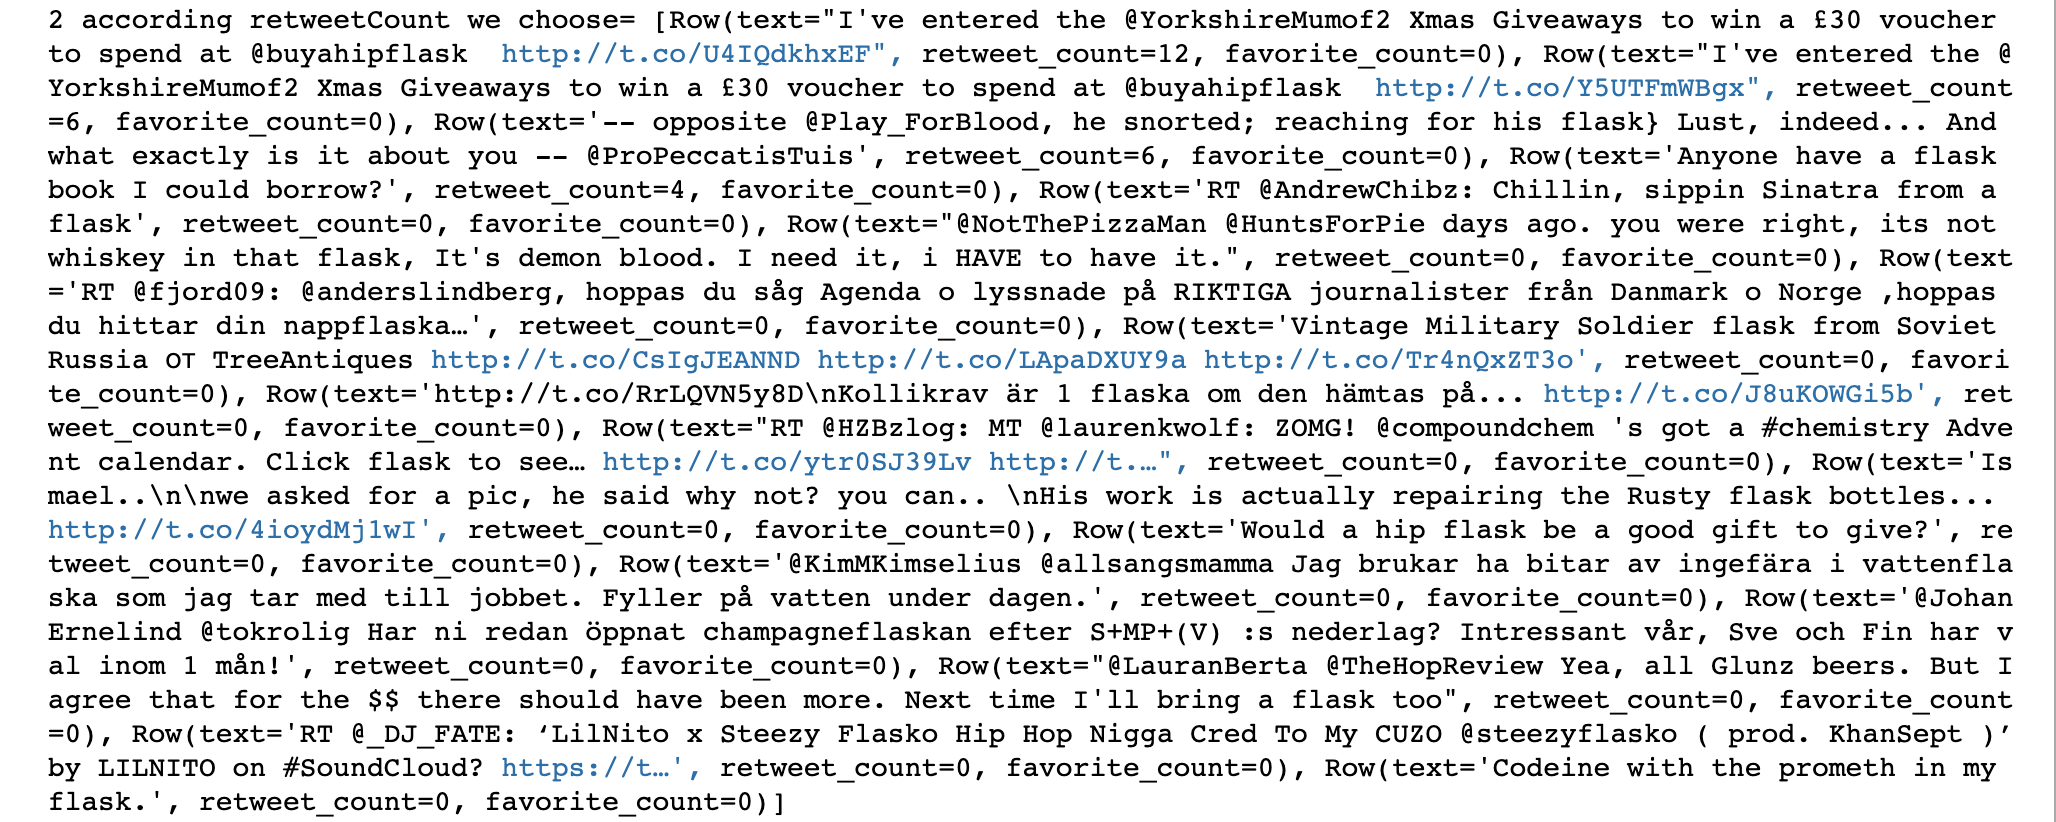 2 according retweetCount we choose= [Row(text="I've entered the @YorkshireMumof2 Xmas Giveaways to win a £30 voucher
to spend at @buyahipflask  http://t.co/U4IQdkhxEF", retweet_count=12, favorite_count=0), Row(text="I've entered the @
YorkshireMumof2 Xmas Giveaways to win a £30 voucher to spend at @buyahipflask  http://t.co/Y5UTFmWBgx", retweet_count
=6, favorite_count=0), Row(text='-- opposite @Play_ForBlood, he snorted; reaching for his flask} Lust, indeed... And
what exactly is it about you -- @ProPeccatisTuis', retweet_count=6, favorite_count=0), Row(text='Anyone have a flask
book I could borrow?', retweet_count=4, favorite_count=0), Row(text='RT @AndrewChibz: Chillin, sippin Sinatra from a
flask', retweet_count=0, favorite_count=0), Row(text="@NotThePizzaMan @HuntsForPie days ago. you were right, its not
whiskey in that flask, It's demon blood. I need it, i HAVE to have it.", retweet_count=0, favorite_count=0), Row(text
='RT @fjord09: @anderslindberg, hoppas du såg Agenda o lyssnade på RIKTIGA journalister från Danmark o Norge ,hoppas
du hittar din nappflaska…', retweet_count=0, favorite_count=0), Row(text='Vintage Military Soldier flask from Soviet
Russia от TreeAntiques http://t.co/CsIgJEANND http://t.co/LApaDXUY9a http://t.co/Tr4nQxZT3o', retweet_count=0, favori
te_count=0), Row(text='http://t.co/RrLQVN5y8D\nKollikrav är 1 flaska om den hämtas på... http://t.co/J8uKOWGi5b', ret
weet_count=0, favorite_count=0), Row(text="RT @HZBzlog: MT @laurenkwolf: ZOMG! @compoundchem 's got a #chemistry Adve
nt calendar. Click flask to see… http://t.co/ytr0SJ39Lv http://t.…", retweet_count=0, favorite_count=0), Row(text='Is
mael..\n\nwe asked for a pic, he said why not? you can.. \nHis work is actually repairing the Rusty flask bottles...
http://t.co/4ioydMj1wI', retweet_count=0, favorite_count=0), Row(text='Would a hip flask be a good gift to give?', re
tweet_count=0, favorite_count=0), Row(text='@KimMKimselius @allsangsmamma Jag brukar ha bitar av ingefära i vattenfla
ska som jag tar med till jobbet. Fyller på vatten under dagen.', retweet_count=0, favorite_count=0), Row(text='@Johan
Ernelind @tokrolig Har ni redan öppnat champagneflaskan efter S+MP+(V) :s nederlag? Intressant vår, Sve och Fin har v
al inom 1 mån!', retweet_count=0, favorite_count=0), Row(text="@LauranBerta @TheHopReview Yea, all Glunz beers. But I
agree that for the $$ there should have been more. Next time I'll bring a flask too", retweet_count=0, favorite_count
=0), Row(text='RT @_DJ_FATE: ‘LilNito x Steezy Flasko Hip Hop Nigga Cred To My CUZO @steezyflasko ( prod. KhanSept )’
by LILNITO on #SoundCloud? https://t…', retweet_count=0, favorite_count=0), Row(text='Codeine with the prometh in my
flask.', retweet_count=0, favorite_count=0)]